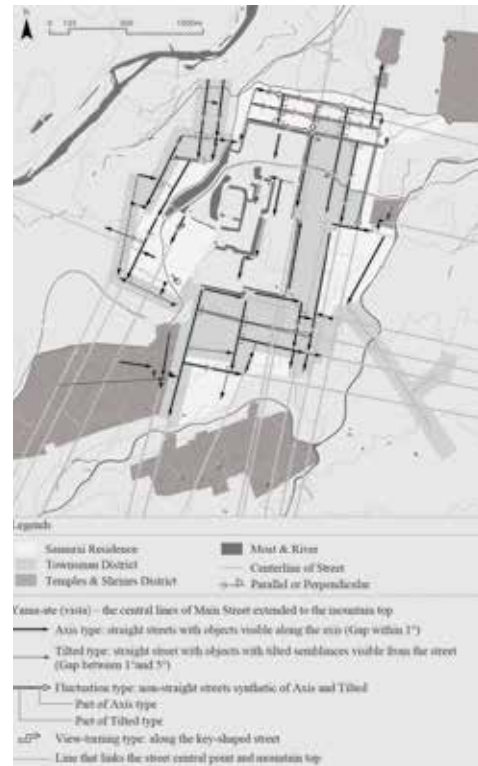 N
0 125 500 1000m
Legends
Samurai Residence
Townsman District
Temples & Shrines District
Moat & River
Centerline of Street
Parallel or Perpendicular
Yama-ate (vista) – the central lines of Main Street extended to the mountain top
Axis type: straight streets with objects visible along the axis (Gap within 1°)
Tilted type: straight street with objects with tilted semblances visible from the street
(Gap between 1°and 5°)
Fluctuation type: non-straight streets synthetic of Axis and Tilted
Part of Axis type
Part of Tilted type
View-turning type: along the key-shaped street
Line that links the street central point and mountain top